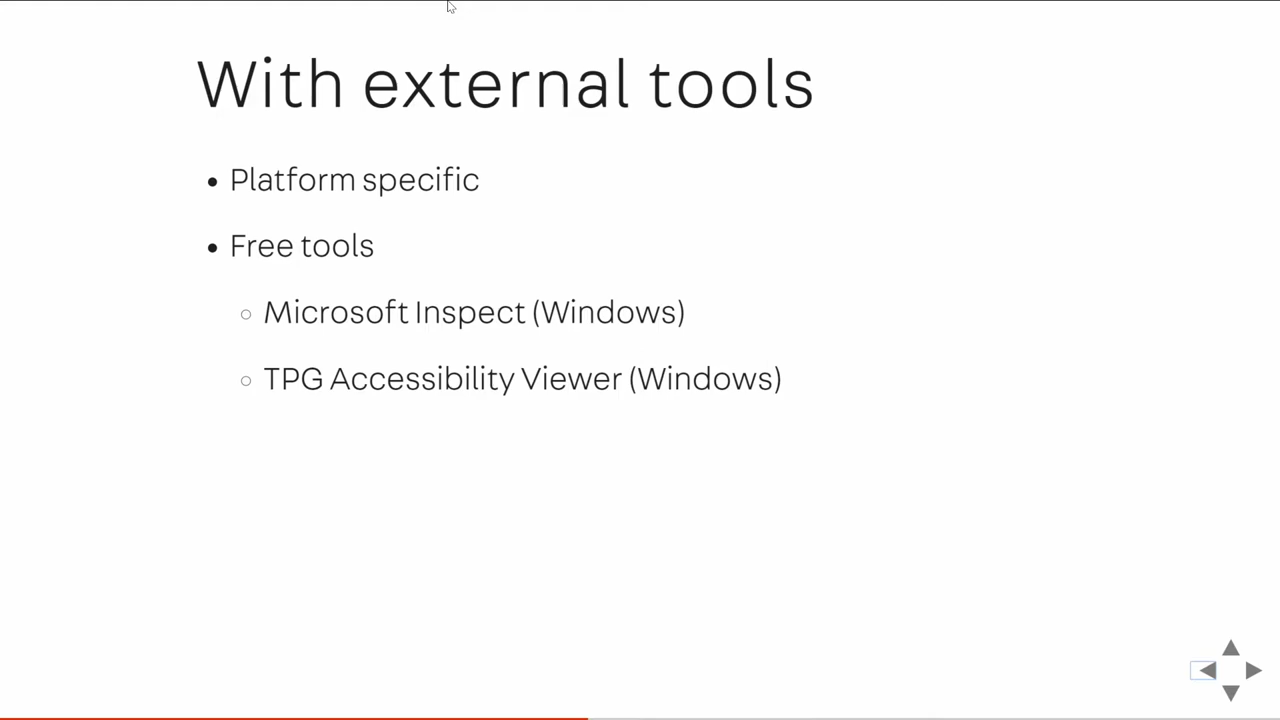 With external tools
Platform specific
Free tools
Microsoft Inspect (Windows)
TPG Accessibility Viewer (Windows)